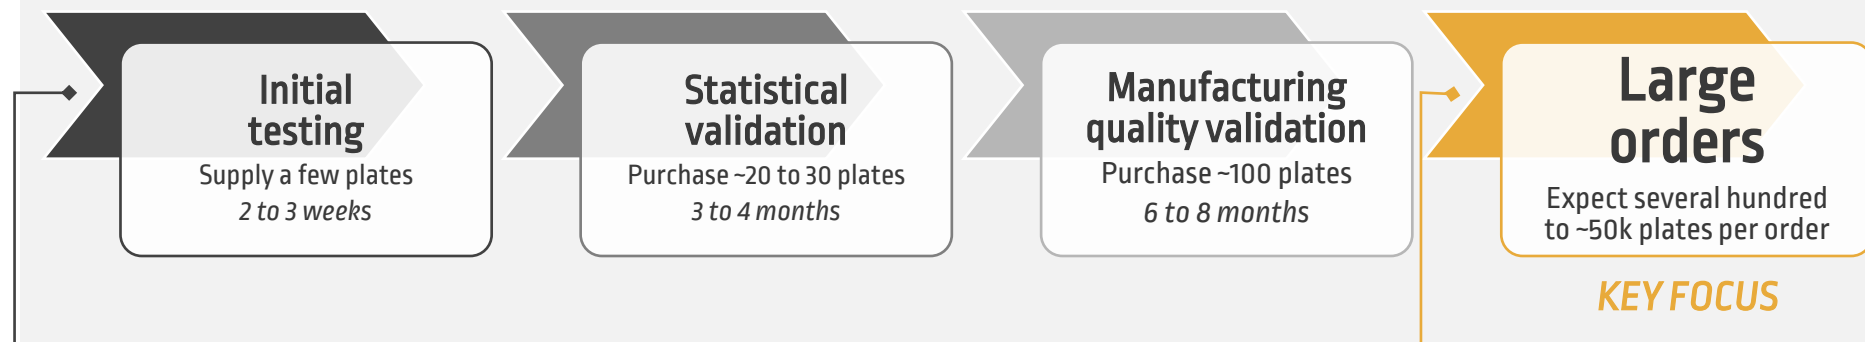 Initial
testing
Supply a few plates
2 to 3 weeks
Statistical
validation
Purchase ~20 to 30 plates
3 to 4 months
Manufacturing
quality validation
Purchase ~100 plates
6 to 8 months
Large
orders
Expect several hundred
to ~50k plates per order
KEY FOCUS